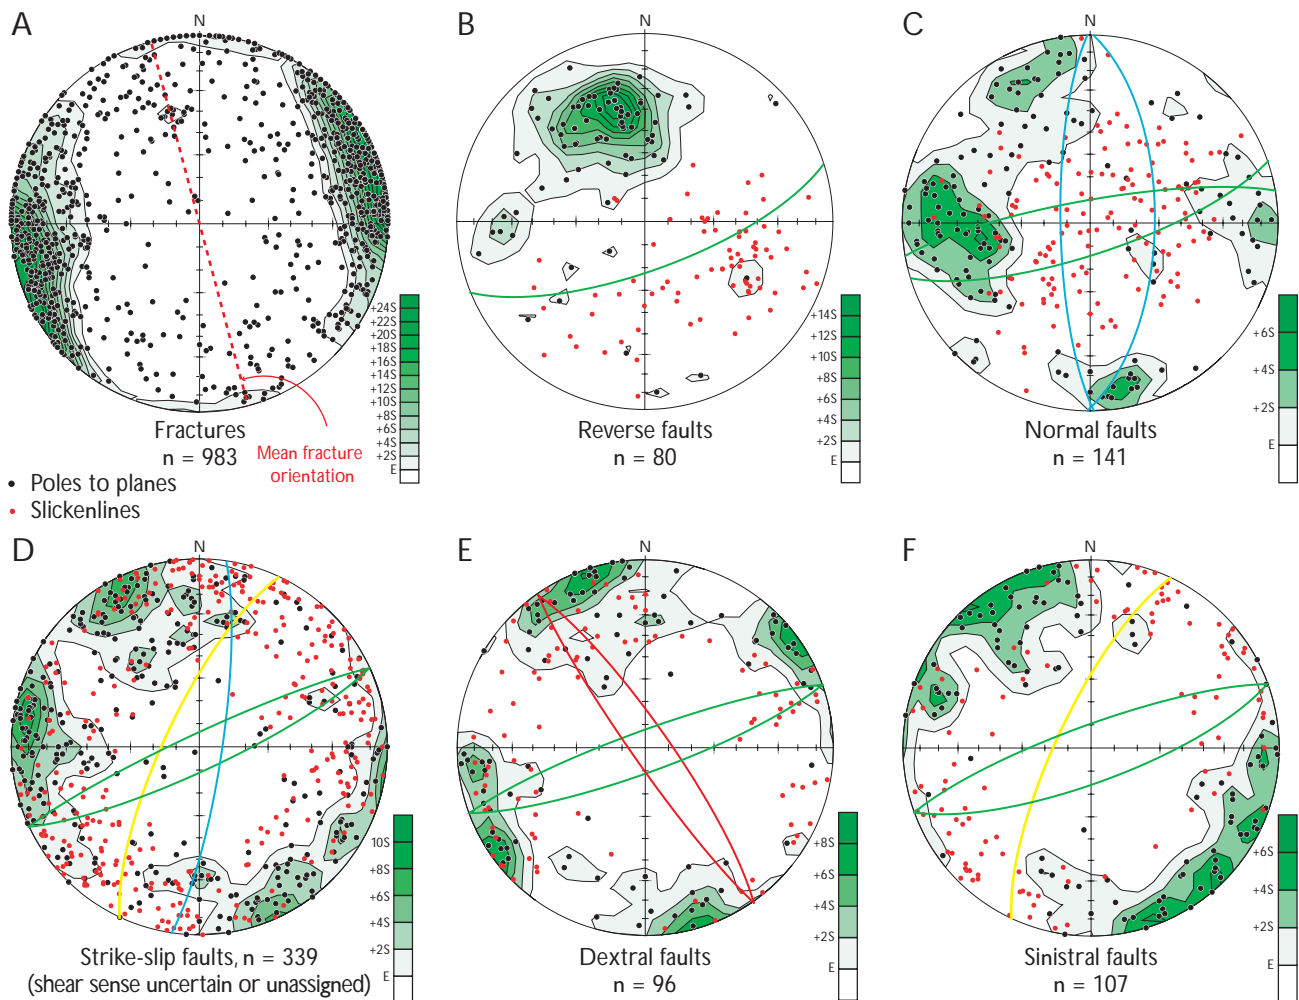 A
N
+24S
+22S
+20S
+18S
+16S
+14S
+12S
+10S
+8S
+6S
+4S
+2S
E
Fractures
n = 983
Mean fracture
orientation
Poles to planes
Slickenlines
B
N
+14S
+12S
+10S
+8S
+6S
+4S
+2S
E
Reverse faults
n = 80
C
N
+6S
+4S
+2S
E
Normal faults
n = 141
D
N
10S
+8S
+6S
+4S
+2S
E
Strike-slip faults, n = 339
(shear sense uncertain or unassigned)
E
N
+8S
+6S
+4S
+2S
E
Dextral faults
n = 96
F
N
+6S
+4S
+2S
E
Sinistral faults
n = 107